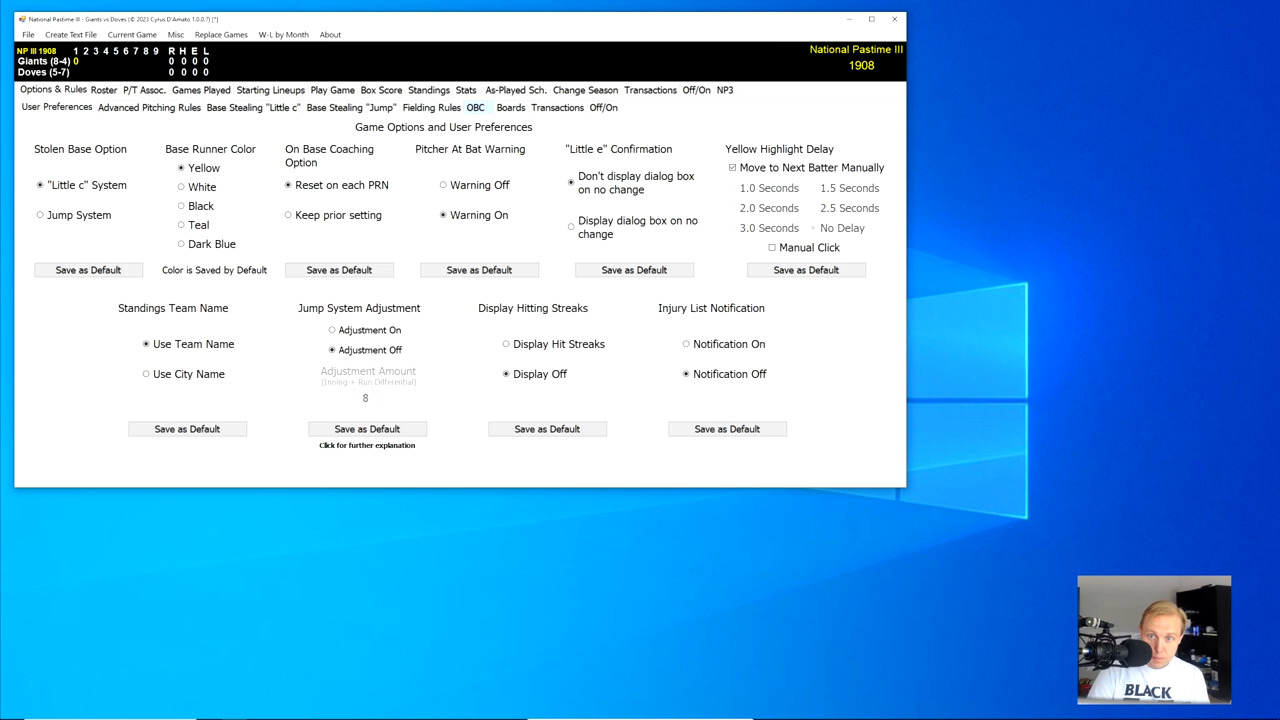 National Pastime III - Giants vs Doves (© 2023 Cyrus D'Amato 1.0.0.7) [*]
File Create Text File Current Game Misc Replace Games W-L by Month About
NP III 1908 1 2 3 4 5 6 7 8 9 R H E L
Giants (8-4) 0 0 0 0 0
Doves (5-7) 0 0 0 0
National Pastime III
1908
Options & Rules Roster P/T Assoc. Games Played Starting Lineups Play Game Box Score Standings Stats As-Played Sch. Change Season Transactions Off/On NP3
User Preferences Advanced Pitching Rules Base Stealing "Little c" Base Stealing "Jump" Fielding Rules OBC Boards Transactions Off/On
Game Options and User Preferences
Stolen Base Option
"Little c" System
Jump System
Save as Default
Base Runner Color
Yellow
White
Black
Teal
Dark Blue
Color is Saved by Default
On Base Coaching
Option
Reset on each PRN
Keep prior setting
Save as Default
Pitcher At Bat Warning
Warning Off
Warning On
Save as Default
"Little e" Confirmation
Don't display dialog box
on no change
Display dialog box on no
change
Save as Default
Yellow Highlight Delay
Move to Next Batter Manually
1.0 Seconds 1.5 Seconds
2.0 Seconds 2.5 Seconds
3.0 Seconds No Delay
Manual Click
Save as Default
Standings Team Name
Use Team Name
Use City Name
Save as Default
Jump System Adjustment
Adjustment On
Adjustment Off
Adjustment Amount
(Inning + Run Differential)
8
Save as Default
Click for further explanation
Display Hitting Streaks
Display Hit Streaks
Display Off
Save as Default
Injury List Notification
Notification On
Notification Off
Save as Default
BLACK